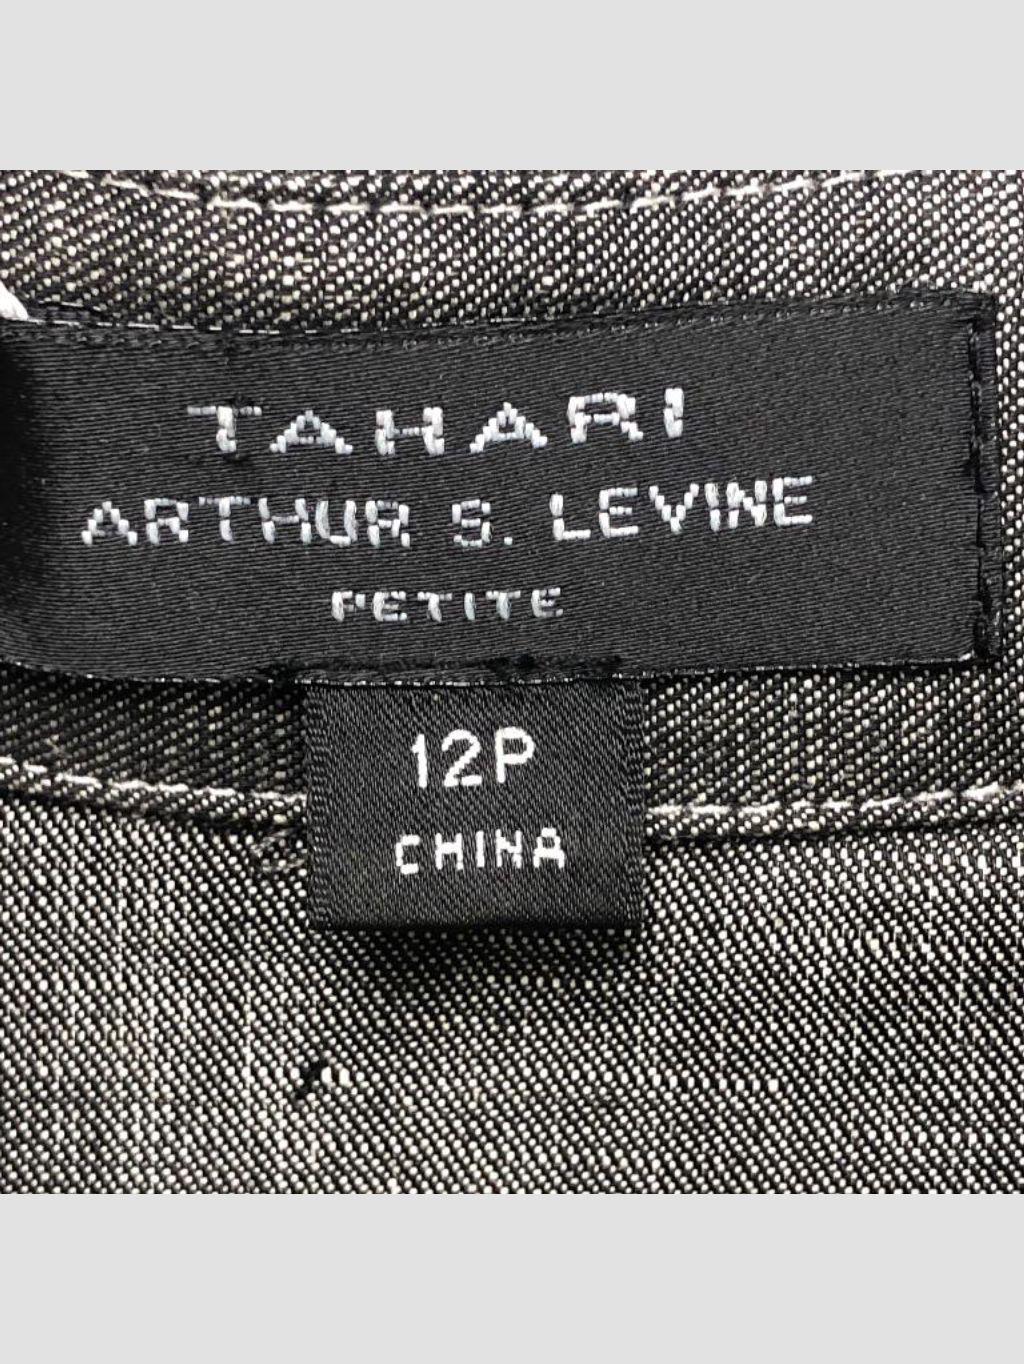 TAHARI
ARTHUR S. LEVINE
PETITE
12P
CHINA